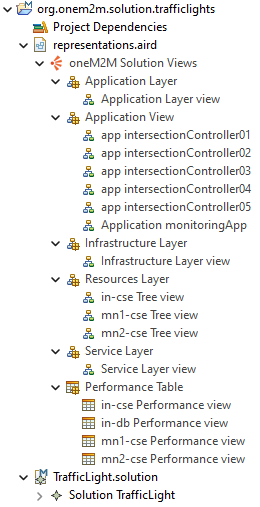 org.onem2m.solution.trafficlights
Project Dependencies
representations.aird
oneM2M Solution Views
Application Layer
Application Layer view
Application View
app intersectionController01
app intersectionController02
app intersectionController03
app intersectionController04
app intersectionController05
Application monitoringApp
Infrastructure Layer
Infrastructure Layer view
Resources Layer
in-cse Tree view
mn1-cse Tree view
mn2-cse Tree view
Service Layer
Service Layer view
Performance Table
in-cse Performance view
in-db Performance view
mn1-cse Performance view
mn2-cse Performance view
TrafficLight.solution
Solution TrafficLight